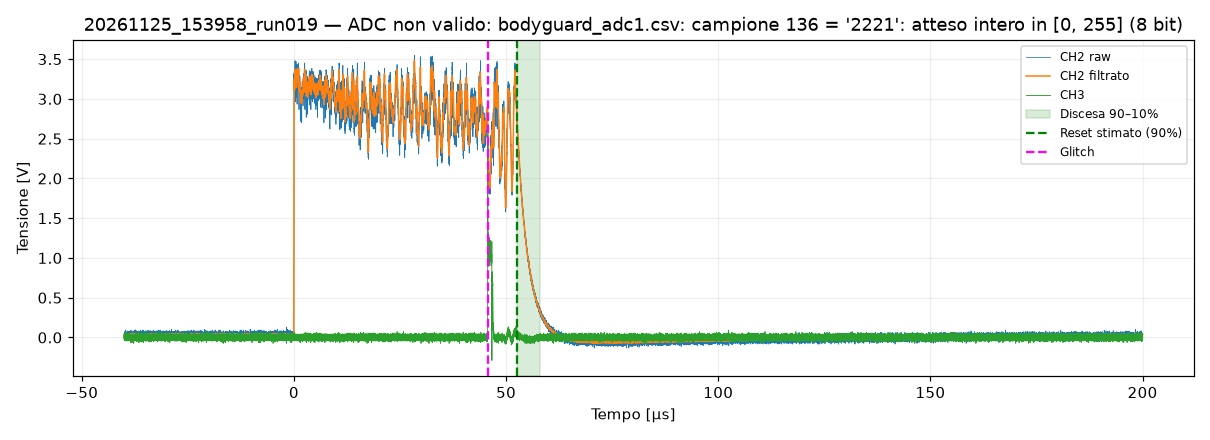 20261125_153958_run019 — ADC non valido: bodyguard_adc1.csv: campione 136 = '2221': atteso intero in [0, 255] (8 bit)
Tensione [V]
3.5
3.0
2.5
2.0
1.5
1.0
0.5
0.0
CH2 raw
CH2 filtrato
CH3
Discesa 90–10%
Reset stimato (90%)
Glitch
−50
0
50
100
150
200
Tempo [µs]